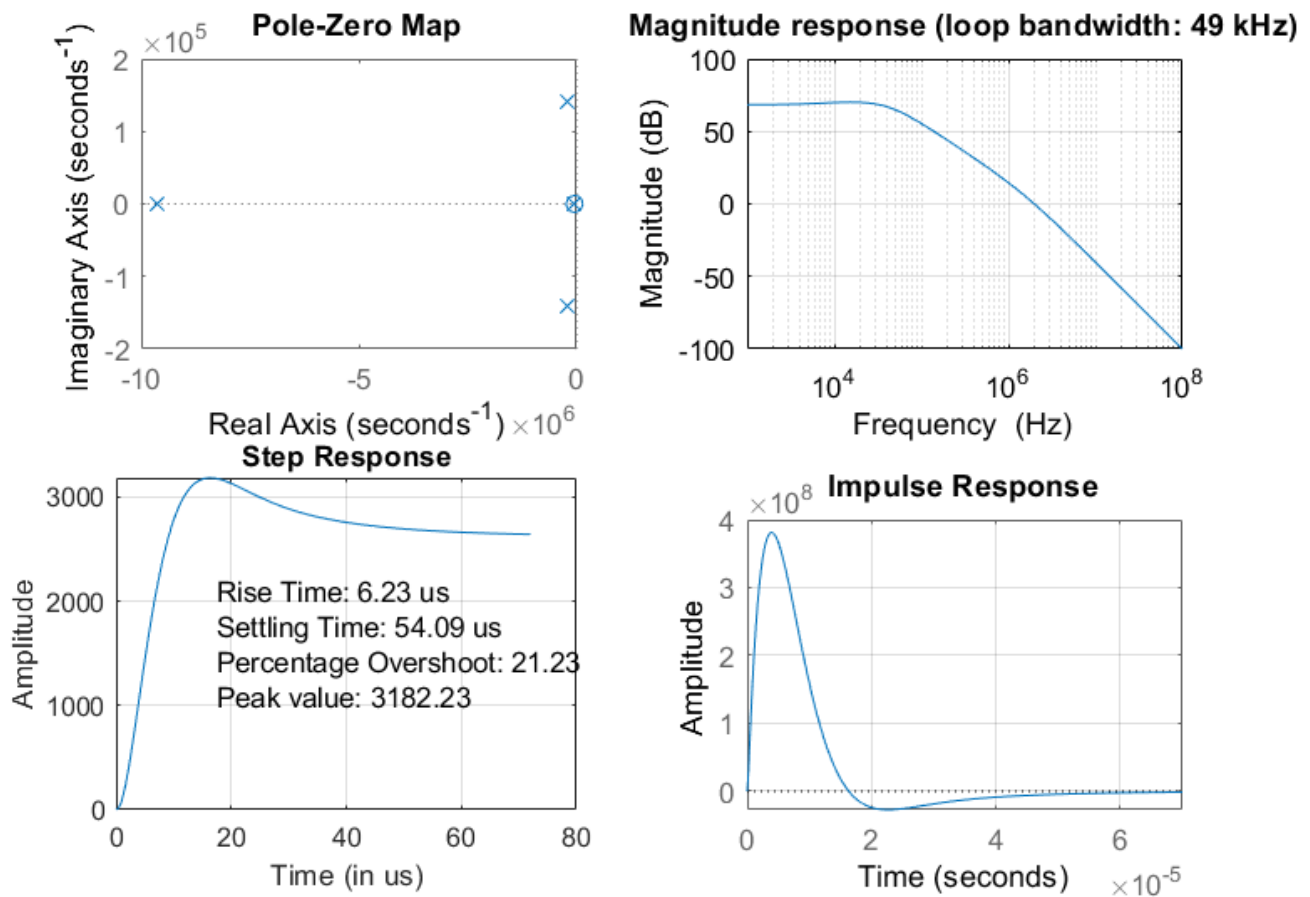 Pole-Zero Map
×10^5
2
1
0
-1
-2
Imaginary Axis (seconds^-1)
-10
-5
0
Real Axis (seconds^-1)
×10^6
Magnitude response (loop bandwidth: 49 kHz)
100
50
0
-50
-100
Magnitude (dB)
10^4
10^6
10^8
Frequency (Hz)
Step Response
3000
2000
1000
0
Amplitude
Rise Time: 6.23 us
Settling Time: 54.09 us
Percentage Overshoot: 21.23
Peak value: 3182.23
0
20
40
60
80
Time (in us)
Impulse Response
×10^8
4
3
2
1
0
Amplitude
0
2
4
6
Time (seconds)
×10^-5